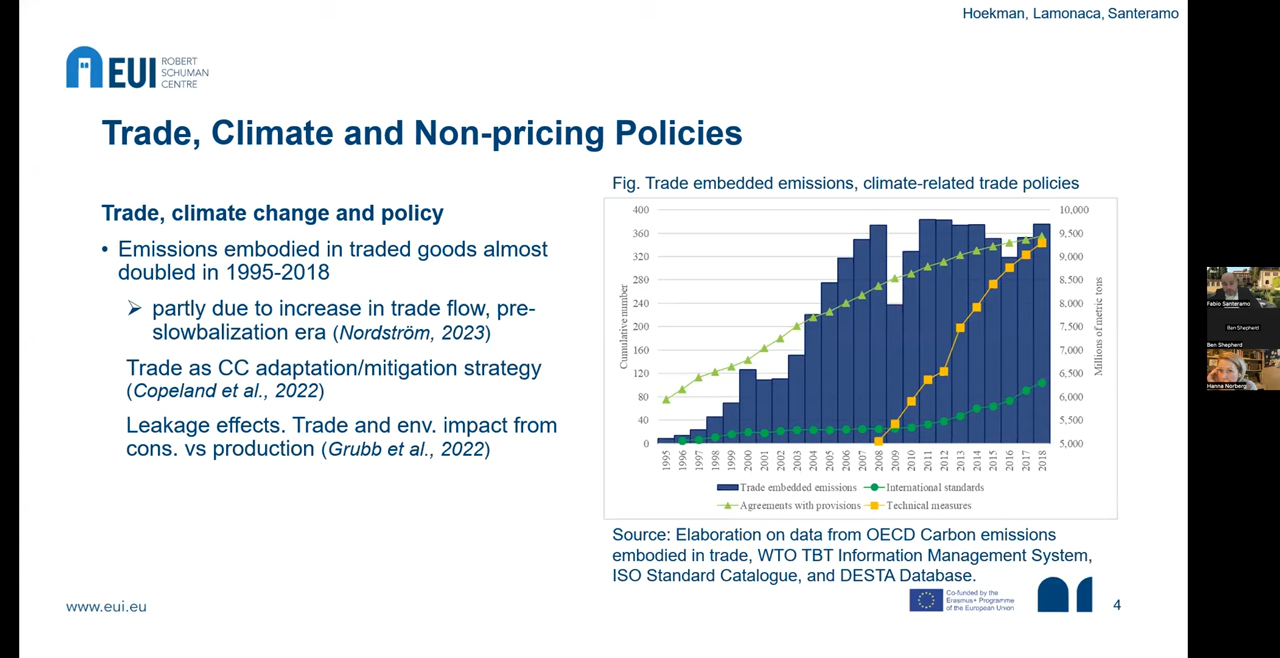 Hoekman, Lamonaca, Santeramo
EUI
ROBERT
SCHUMAN
CENTRE
Trade, Climate and Non-pricing Policies
Trade, climate change and policy
• Emissions embodied in traded goods almost
doubled in 1995-2018
➢ partly due to increase in trade flow, pre-
slowbalization era (Nordström, 2023)
Trade as CC adaptation/mitigation strategy
(Copeland et al., 2022)
Leakage effects. Trade and env. impact from
cons. vs production (Grubb et al., 2022)
Fig. Trade embedded emissions, climate-related trade policies
Cumulative number
400
360
320
280
240
200
160
120
80
40
0
10,000
9,500
9,000
8,500
8,000
7,500
7,000
6,500
6,000
5,500
5,000
Millions of metric tons
1995
1996
1997
1998
1999
2000
2001
2002
2003
2004
2005
2006
2007
2008
2009
2010
2011
2012
2013
2014
2015
2016
2017
2018
Trade embedded emissions
International standards
Agreements with provisions
Technical measures
Source: Elaboration on data from OECD Carbon emissions
embodied in trade, WTO TBT Information Management System,
ISO Standard Catalogue, and DESTA Database.
www.eui.eu
Co-funded by the
Erasmus+ Programme
of the European Union
4
Fabio Santeramo
Ben Shepherd
Ben Shepherd
Hanna Norberg